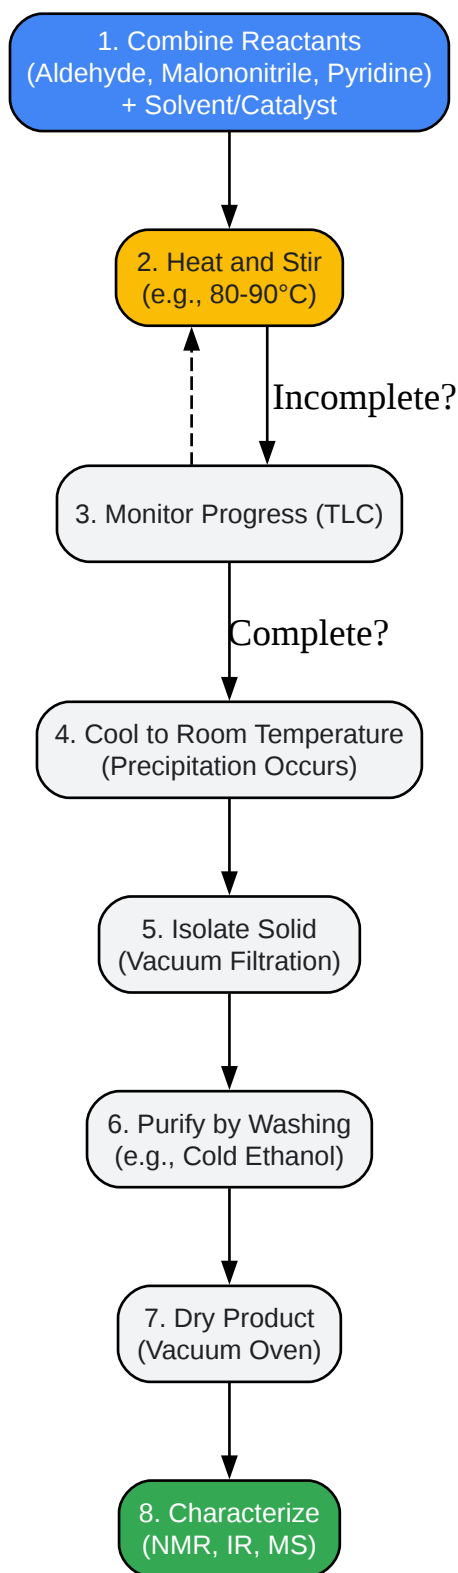 1. Combine Reactants
(Aldehyde, Malononitrile, Pyridine)
+ Solvent/Catalyst
2. Heat and Stir
(e.g., 80-90°C)
Incomplete?
3. Monitor Progress (TLC)
Complete?
4. Cool to Room Temperature
(Precipitation Occurs)
5. Isolate Solid
(Vacuum Filtration)
6. Purify by Washing
(e.g., Cold Ethanol)
7. Dry Product
(Vacuum Oven)
8. Characterize
(NMR, IR, MS)